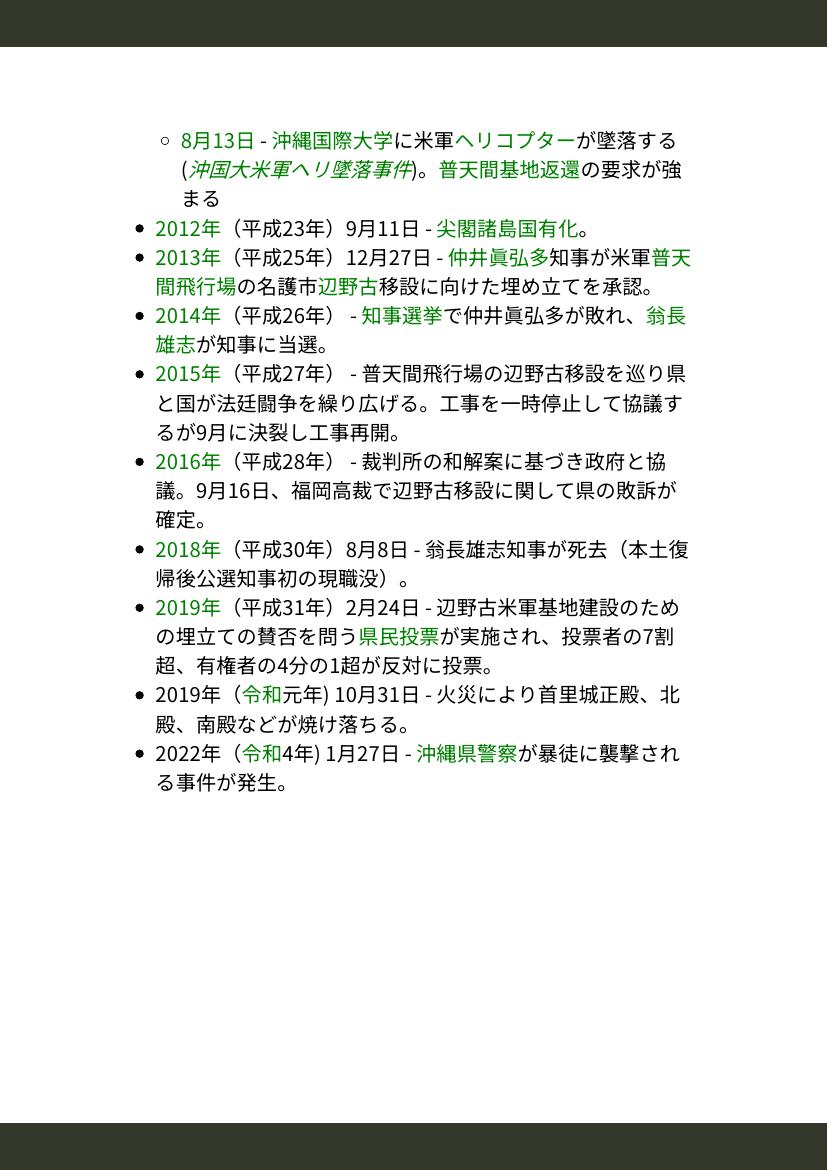 8月13日 - 沖縄国際大学に米軍ヘリコプターが墜落する
(沖国大米軍ヘリ墜落事件)。普天間基地返還の要求が強
まる
2012年（平成23年）9月11日 - 尖閣諸島国有化。
2013年（平成25年）12月27日 - 仲井眞弘多知事が米軍普天
間飛行場の名護市辺野古移設に向けた埋め立てを承認。
2014年（平成26年） - 知事選挙で仲井眞弘多が敗れ、翁長
雄志が知事に当選。
2015年（平成27年） - 普天間飛行場の辺野古移設を巡り県
と国が法廷闘争を繰り広げる。工事を一時停止して協議す
るが9月に決裂し工事再開。
2016年（平成28年） - 裁判所の和解案に基づき政府と協
議。9月16日、福岡高裁で辺野古移設に関して県の敗訴が
確定。
2018年（平成30年）8月8日 - 翁長雄志知事が死去（本土復
帰後公選知事初の現職没）。
2019年（平成31年）2月24日 - 辺野古米軍基地建設のため
の埋立ての賛否を問う県民投票が実施され、投票者の7割
超、有権者の4分の1超が反対に投票。
2019年（令和元年) 10月31日 - 火災により首里城正殿、北
殿、南殿などが焼け落ちる。
2022年（令和4年) 1月27日 - 沖縄県警察が暴徒に襲撃され
る事件が発生。